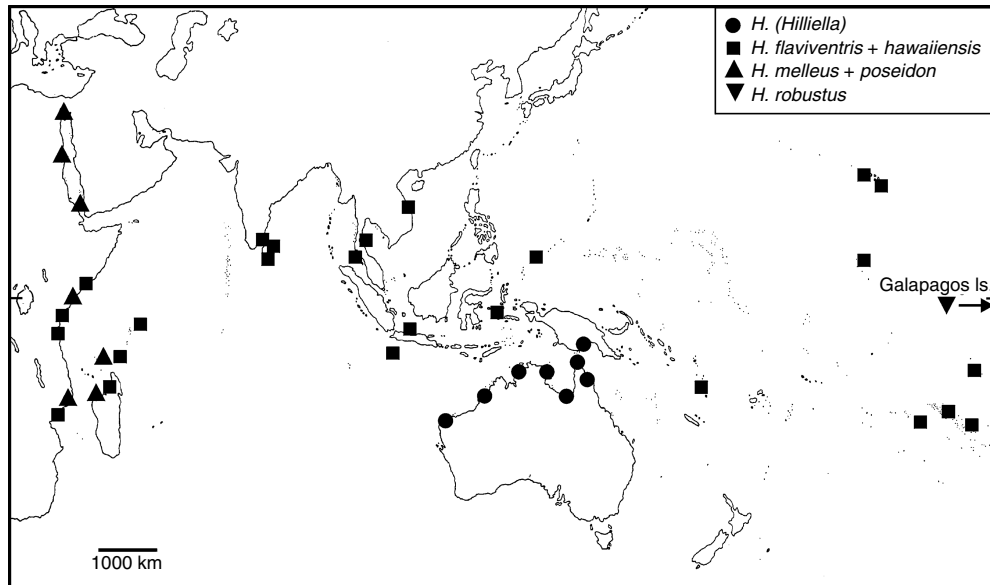 H. (Hilliella)
H. flaviventris + hawaiiensis
H. melleus + poseidon
H. robustus
Galapagos Is.
1000 km